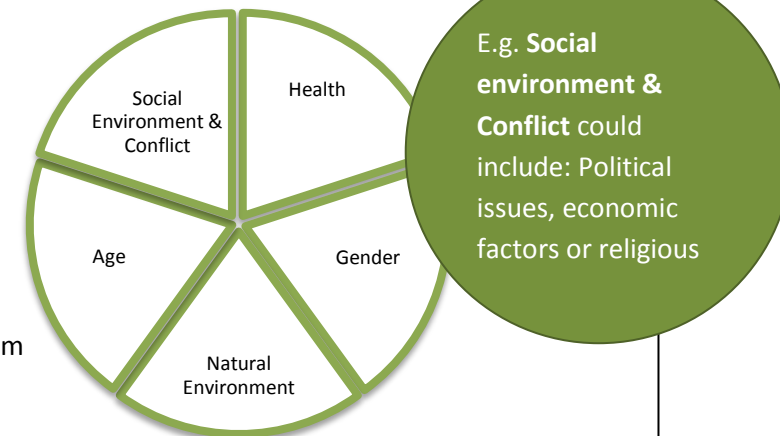 Social
Environment &
Conflict
Health
Gender
Natural
Environment
Age
E.g. Social
environment &
Conflict could
include: Political
issues, economic
factors or religious
m